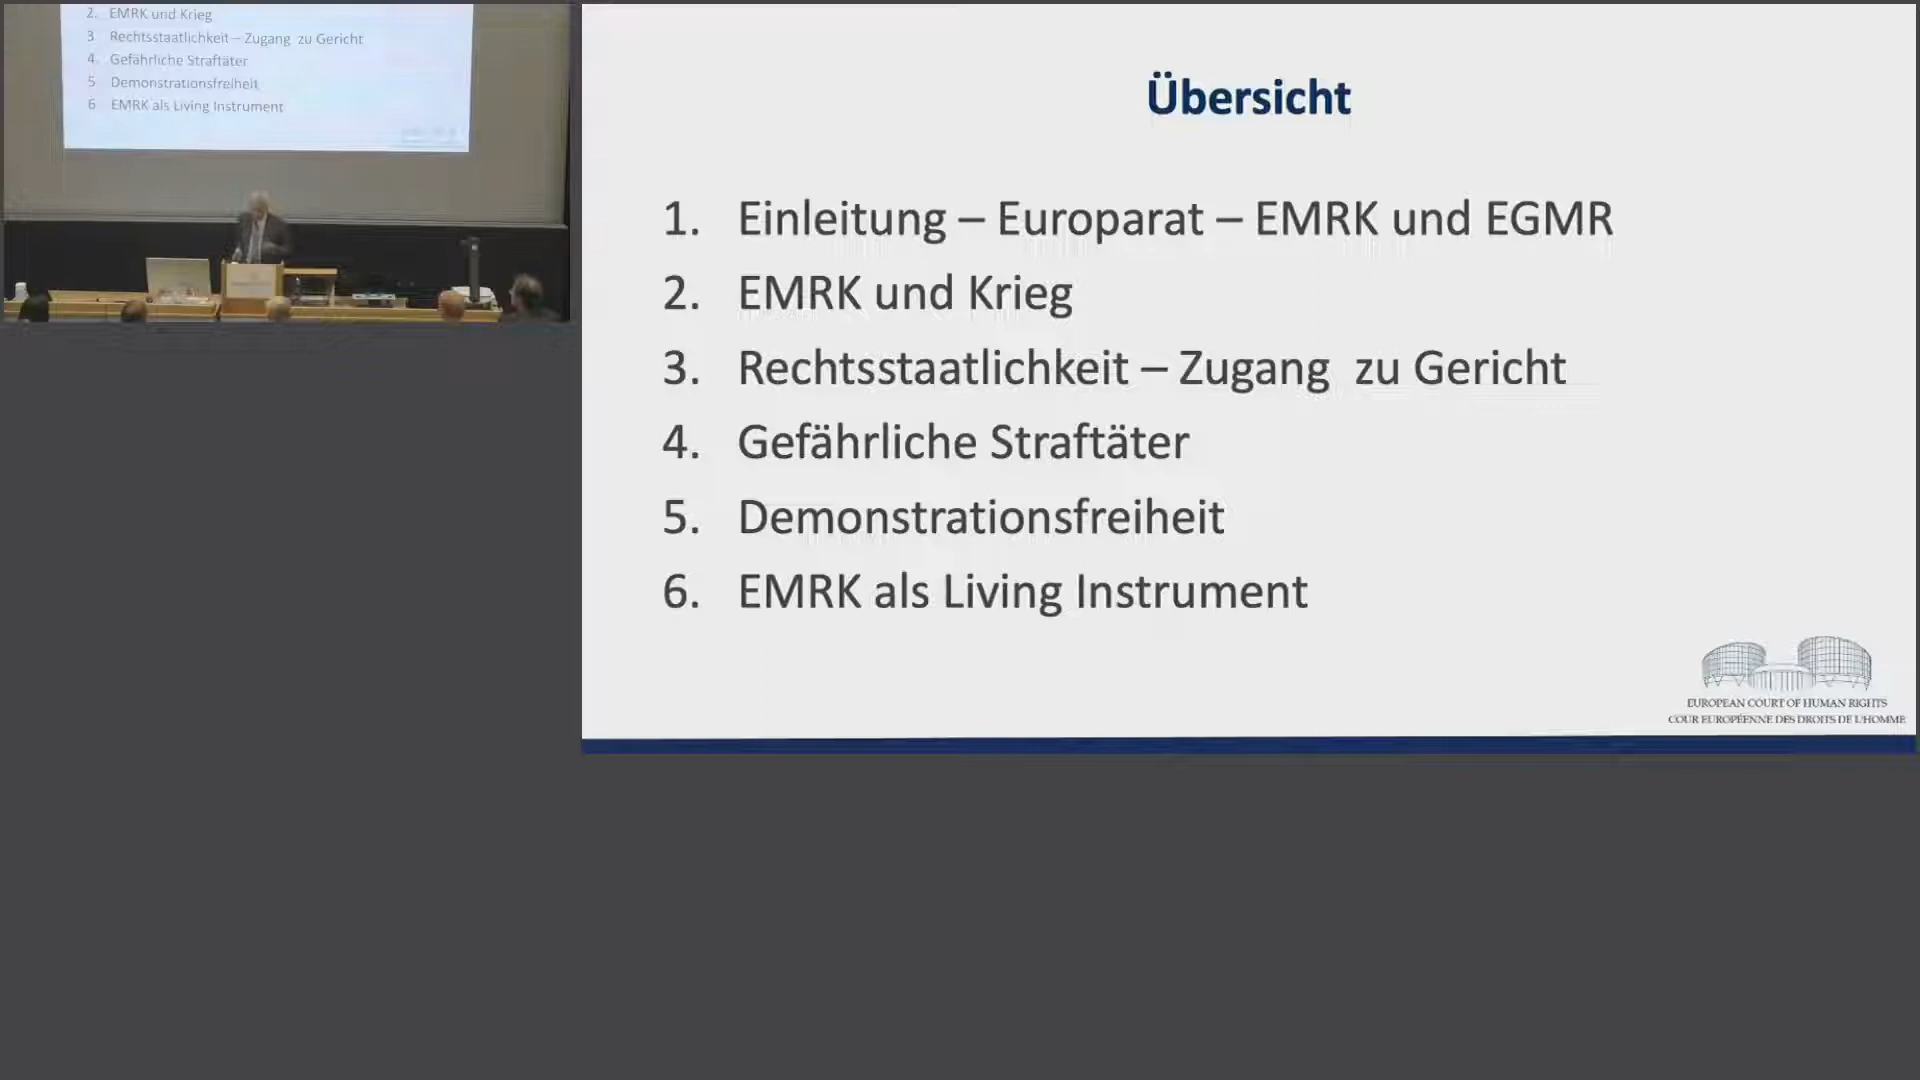 2. EMRK und Krieg
3 Rechtsstaatlichkeit – Zugang zu Gericht
4. Gefährliche Straftäter
5 Demonstrationsfreiheit
6 EMRK als Living Instrument
Übersicht
1. Einleitung – Europarat – EMRK und EGMR
2. EMRK und Krieg
3. Rechtsstaatlichkeit – Zugang zu Gericht
4. Gefährliche Straftäter
5. Demonstrationsfreiheit
6. EMRK als Living Instrument
EUROPEAN COURT OF HUMAN RIGHTS
COUR EUROPÉENNE DES DROITS DE L'HOMME